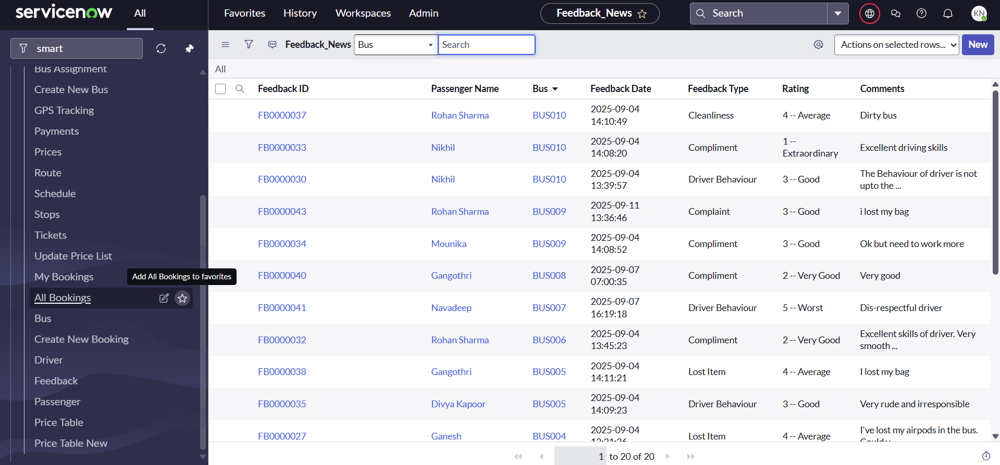 servicenow
All
Favorites
History
Workspaces
Admin
Feedback_News
Search
KN
smart
Bus Assignment
Create New Bus
GPS Tracking
Payments
Prices
Route
Schedule
Stops
Tickets
Update Price List
My Bookings
Add All Bookings to favorites
All Bookings
Bus
Create New Booking
Driver
Feedback
Passenger
Price Table
Price Table New
Feedback_News
Bus
Search
Actions on selected rows...
New
All
Feedback ID Passenger Name Bus Feedback Date Feedback Type Rating Comments
FB0000037 Rohan Sharma BUS010 2025-09-04 14:10:49 Cleanliness 4 -- Average Dirty bus
FB0000033 Nikhil BUS010 2025-09-04 14:08:20 Compliment 1 -- Extraordinary Excellent driving skills
FB0000030 Nikhil BUS010 2025-09-04 13:39:57 Driver Behaviour 3 -- Good The Behaviour of driver is not upto the ...
FB0000043 Rohan Sharma BUS009 2025-09-11 13:36:46 Complaint 3 -- Good i lost my bag
FB0000034 Mounika BUS009 2025-09-04 14:08:52 Compliment 3 -- Good Ok but need to work more
FB0000040 Gangothri BUS008 2025-09-07 07:00:35 Compliment 2 -- Very Good Very good
FB0000041 Navadeep BUS007 2025-09-07 16:19:18 Driver Behaviour 5 -- Worst Dis-respectful driver
FB0000032 Rohan Sharma BUS006 2025-09-04 13:45:23 Compliment 2 -- Very Good Excellent skills of driver. Very smooth ...
FB0000038 Gangothri BUS005 2025-09-04 14:11:21 Lost Item 4 -- Average I lost my bag
FB0000035 Divya Kapoor BUS005 2025-09-04 14:09:23 Driver Behaviour 3 -- Good Very rude and irresponsible
FB0000027 Ganesh BUS004 2025-09-04 Lost Item 4 -- Average I've lost my airpods in the bus.
1 to 20 of 20